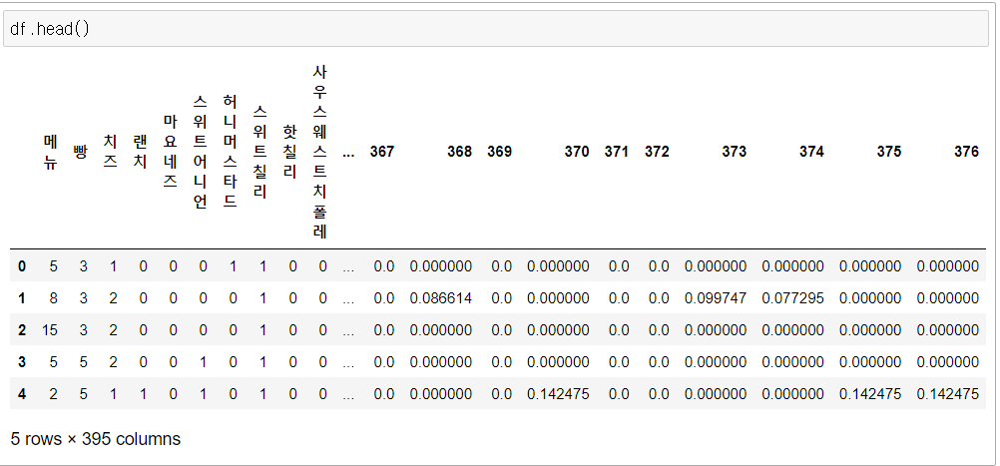 df.head()
메뉴 빵 치즈 랜치 마요네즈 스위트어니언 허니머스타드 스위트칠리 핫칠리 사우스웨스트치폴레 ... 367 368 369 370 371 372 373 374 375 376
0 5 3 1 0 0 0 1 1 0 0 ... 0.0 0.000000 0.0 0.000000 0.0 0.0 0.000000 0.000000 0.000000 0.000000
1 8 3 2 0 0 0 0 1 0 0 ... 0.0 0.086614 0.0 0.000000 0.0 0.0 0.099747 0.077295 0.000000 0.000000
2 15 3 2 0 0 0 0 1 0 0 ... 0.0 0.000000 0.0 0.000000 0.0 0.0 0.000000 0.000000 0.000000 0.000000
3 5 5 2 0 0 1 0 1 0 0 ... 0.0 0.000000 0.0 0.000000 0.0 0.0 0.000000 0.000000 0.000000 0.000000
4 2 5 1 1 0 1 0 1 0 0 ... 0.0 0.000000 0.0 0.142475 0.0 0.0 0.000000 0.000000 0.142475 0.142475
5 rows × 395 columns